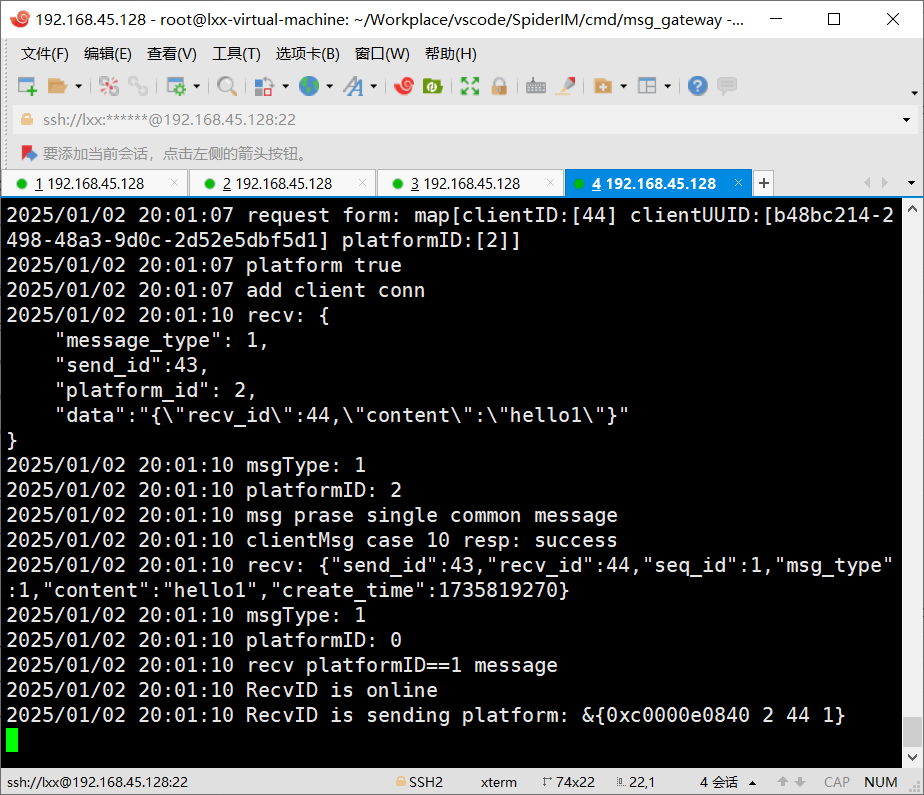 192.168.45.128 - root@lxx-virtual-machine: ~/Workplace/vscode/SpiderIM/cmd/msg_gateway -...
文件(F) 编辑(E) 查看(V) 工具(T) 选项卡(B) 窗口(W) 帮助(H)
ssh://lxx:******@192.168.45.128:22
要添加当前会话，点击左侧的箭头按钮。
1 192.168.45.128 × 2 192.168.45.128 × 3 192.168.45.128 × 4 192.168.45.128 × +
2025/01/02 20:01:07 request form: map[clientID:[44] clientUUID:[b48bc214-2
498-48a3-9d0c-2d52e5dbf5d1] platformID:[2]]
2025/01/02 20:01:07 platform true
2025/01/02 20:01:07 add client conn
2025/01/02 20:01:10 recv: {
    "message_type": 1,
    "send_id":43,
    "platform_id": 2,
    "data":"{\"recv_id\":44,\"content\":\"hello1\"}"
}
2025/01/02 20:01:10 msgType: 1
2025/01/02 20:01:10 platformID: 2
2025/01/02 20:01:10 msg prase single common message
2025/01/02 20:01:10 clientMsg case 10 resp: success
2025/01/02 20:01:10 recv: {"send_id":43,"recv_id":44,"seq_id":1,"msg_type"
:1,"content":"hello1","create_time":1735819270}
2025/01/02 20:01:10 msgType: 1
2025/01/02 20:01:10 platformID: 0
2025/01/02 20:01:10 recv platformID==1 message
2025/01/02 20:01:10 RecvID is online
2025/01/02 20:01:10 RecvID is sending platform: &{0xc0000e0840 2 44 1}
ssh://lxx@192.168.45.128:22 SSH2 xterm 74x22 22,1 4 会话 CAP NUM